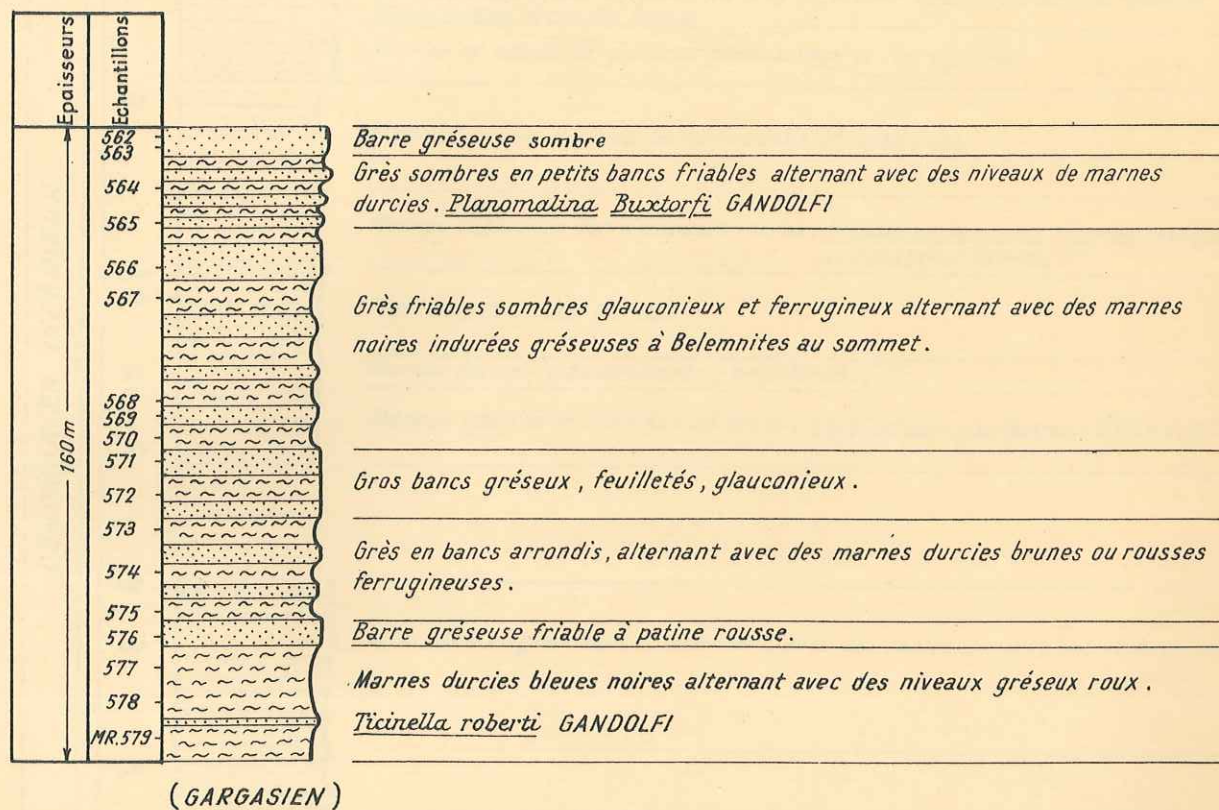 Epaisseurs
Echantillons
160 m
562
563
564
565
566
567
568
569
570
571
572
573
574
575
576
577
578
MR.579
Barre gréseuse sombre
Grès sombres en petits bancs friables alternant avec des niveaux de marnes
durcies. Planomalina Buxtorfi GANDOLFI
Grès friables sombres glauconieux et ferrugineux alternant avec des marnes
noires indurées gréseuses à Belemnites au sommet.
Gros bancs gréseux, feuilletés, glauconieux.
Grès en bancs arrondis, alternant avec des marnes durcies brunes ou rousses
ferrugineuses.
Barre gréseuse friable à patine rousse.
Marnes durcies bleues noires alternant avec des niveaux gréseux roux.
Ticinella roberti GANDOLFI
(GARGASIEN)